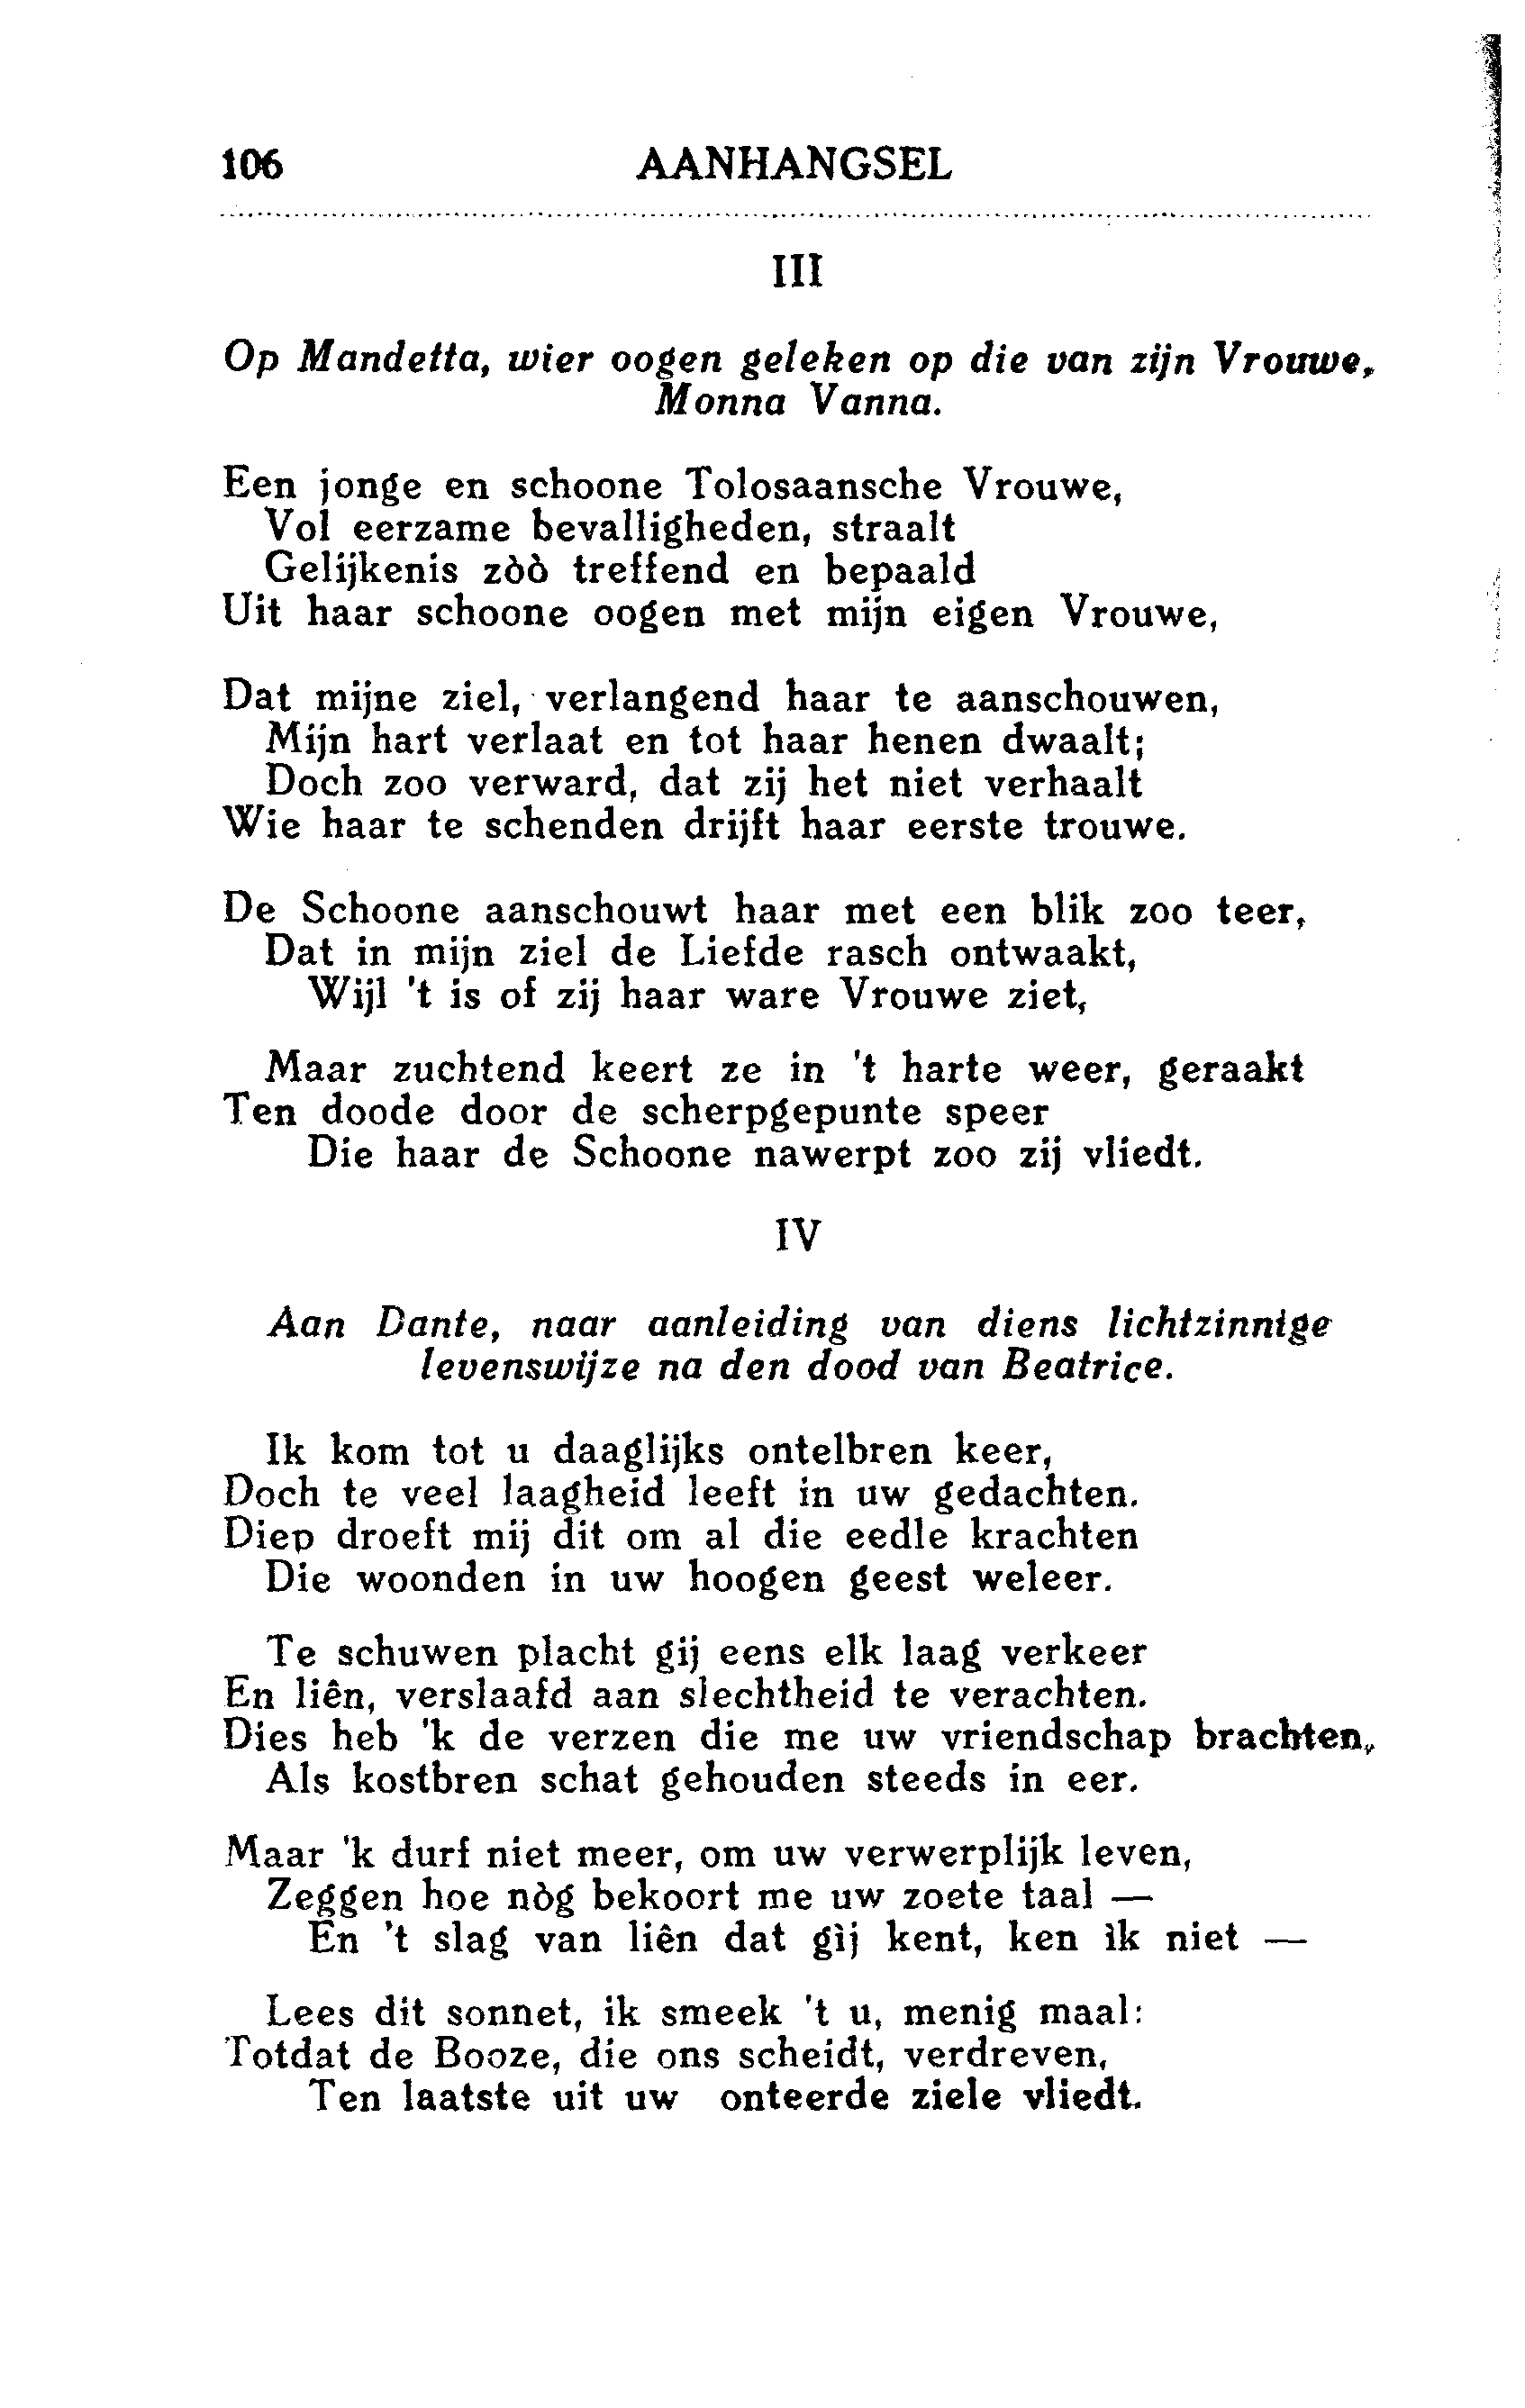 106 AANHANGSEL
III
Op Mandetta, wier oogen geleken op die van zijn Vrouwe,
Monna Vanna.
Een jonge en schoone Tolosaansche Vrouwe,
Vol eerzame bevalligheden, straalt
Gelijkenis zòò treffend en bepaald
Uit haar schoone oogen met mijn eigen Vrouwe,
Dat mijne ziel, verlangend haar te aanschouwen,
Mijn hart verlaat en tot haar henen dwaalt;
Doch zoo verward, dat zij het niet verhaalt
Wie haar te schenden drijft haar eerste trouwe.
De Schoone aanschouwt haar met een blik zoo teer,
Dat in mijn ziel de Liefde rasch ontwaakt,
Wijl 't is of zij haar ware Vrouwe ziet,
Maar zuchtend keert ze in 't harte weer, geraakt
Ten doode door de scherpgepunte speer
Die haar de Schoone nawerpt zoo zij vliedt.
IV
Aan Dante, naar aanleiding van diens lichtzinnige
levenswijze na den dood van Beatrice.
Ik kom tot u daaglijks ontelbren keer,
Doch te veel laagheid leeft in uw gedachten.
Diep droeft mij dit om al die eedle krachten
Die woonden in uw hoogen geest weleer.
Te schuwen placht gij eens elk laag verkeer
En liên, verslaafd aan slechtheid te verachten.
Dies heb 'k de verzen die me uw vriendschap brachten,
Als kostbren schat gehouden steeds in eer.
Maar 'k durf niet meer, om uw verwerplijk leven,
Zeggen hoe nòg bekoort me uw zoete taal —
En 't slag van liên dat gìj kent, ken ìk niet —
Lees dit sonnet, ik smeek 't u, menig maal:
Totdat de Booze, die ons scheidt, verdreven,
Ten laatste uit uw onteerde ziele vliedt.